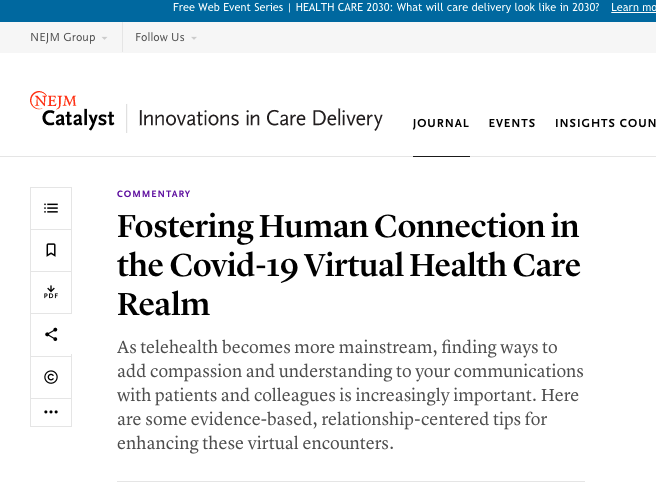 Free Web Event Series | HEALTH CARE 2030: What will care delivery look like in 2030? Learn
NEJM Group
Follow Us
NEJM
Catalyst
Innovations in Care Delivery
JOURNAL
EVENTS
INSIGHTS
COMMENTARY
Fostering Human Connection in
the Covid-19 Virtual Health Care
Realm
PDF
As telehealth becomes more mainstream, finding ways to
add compassion and understanding to your communications
with patients and colleagues is increasingly important. Here
are some evidence-based, relationship-centered tips for
enhancing these virtual encounters.